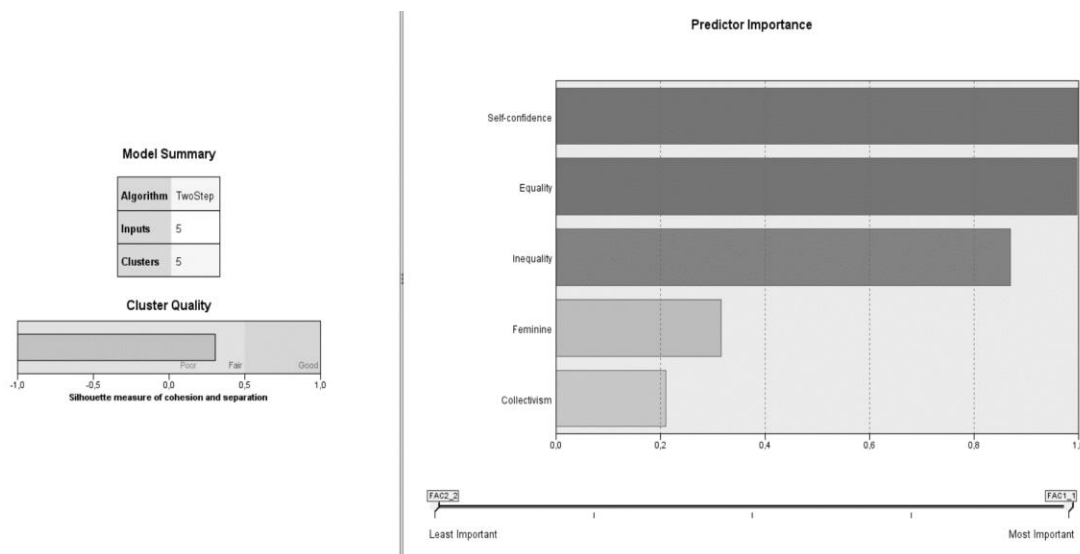 Model Summary
Algorithm TwoStep
Inputs 5
Clusters 5
Cluster Quality
Poor Fair Good
-1,0 -0,5 0,0 0,5 1,0
Silhouette measure of cohesion and separation
Predictor Importance
Self-confidence
Equality
Inequality
Feminine
Collectivism
0,0 0,2 0,4 0,6 0,8 1,
FAC2_2 FAC1_1
Least Important Most Important